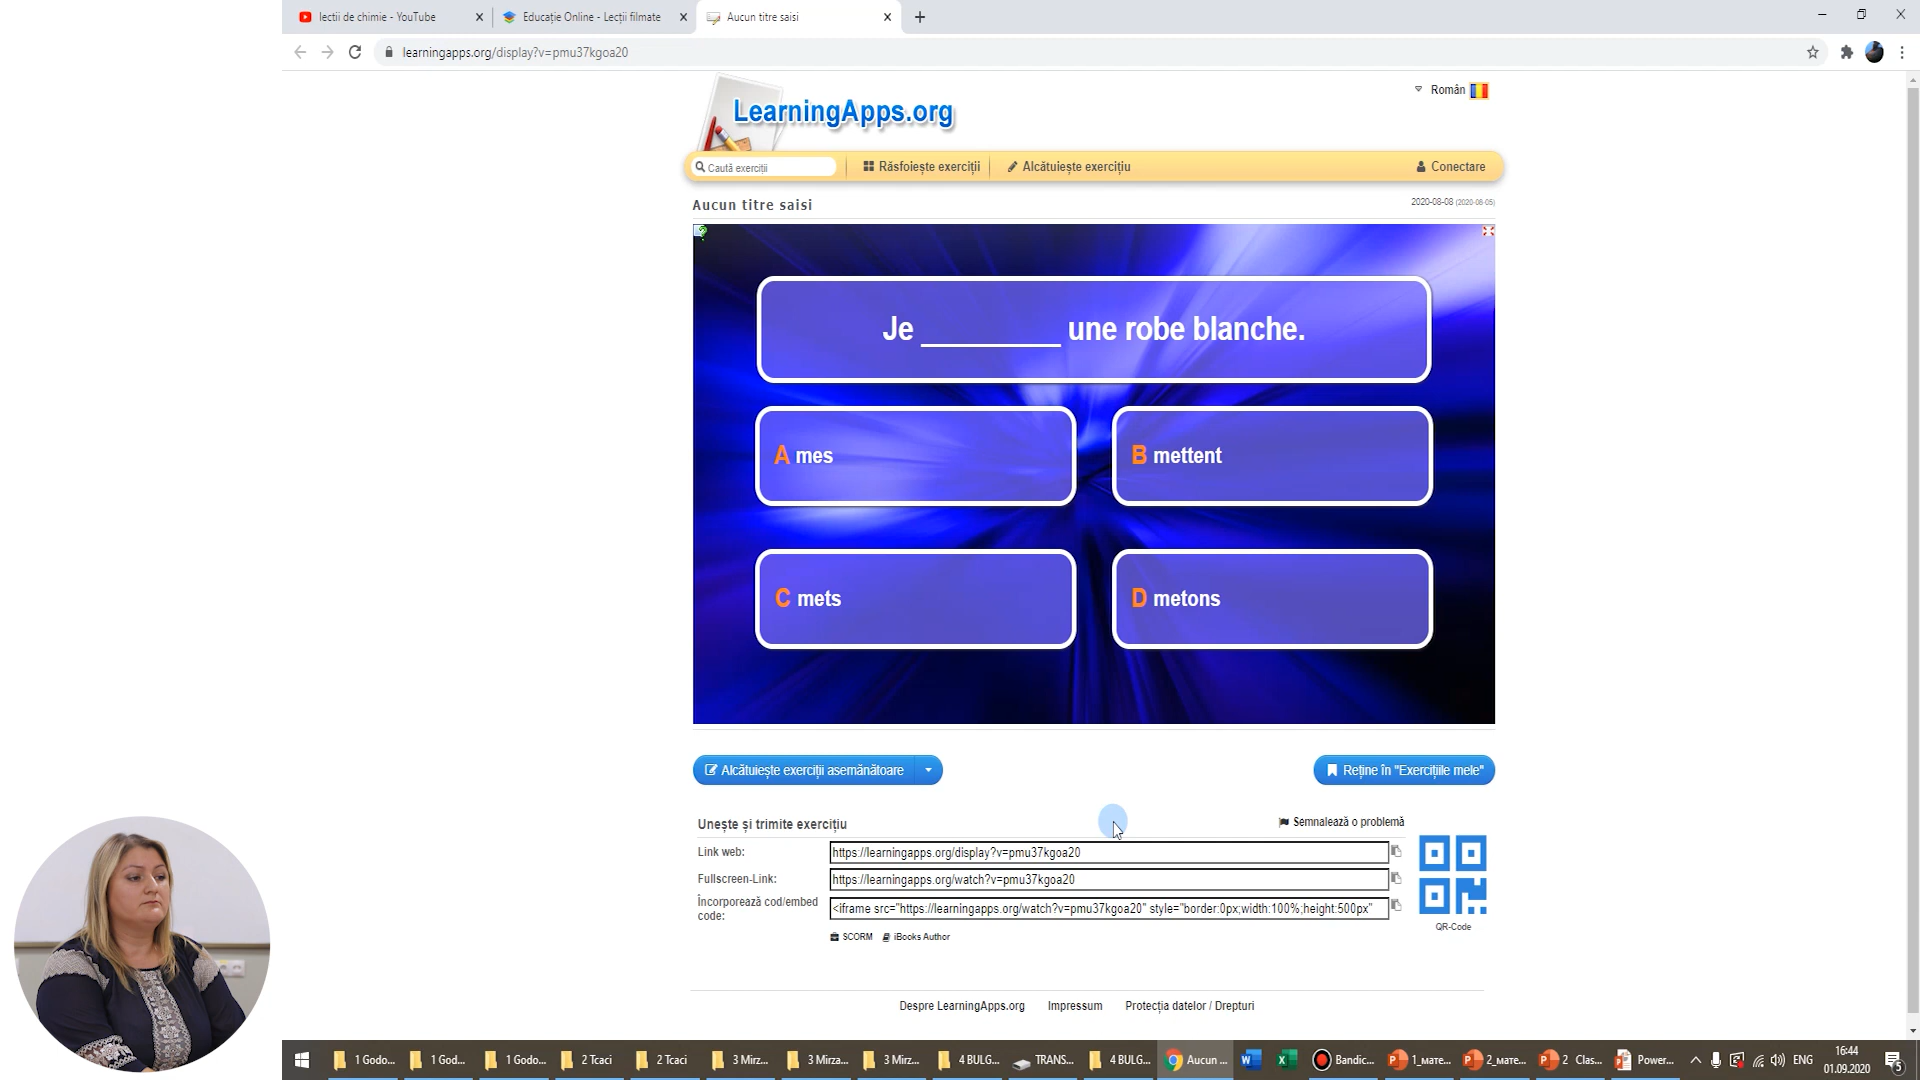 lectii de chimie - YouTube
Educație Online - Lecții filmate
Aucun titre saisi
learningapps.org/display?v=pmu37kgoa20
LearningApps.org
Român
Caută exerciții
Răsfoiește exerciții
Alcătuiește exercițiu
Conectare
Aucun titre saisi
2020-08-08 (2020-08-05)
Je __________ une robe blanche.
A mes
B mettent
C mets
D metons
Alcătuiește exerciții asemănătoare
Reține în "Exercițiile mele"
Unește și trimite exercițiu
Semnalează o problemă
Link web:
https://learningapps.org/display?v=pmu37kgoa20
Fullscreen-Link:
https://learningapps.org/watch?v=pmu37kgoa20
Încorporează cod/embed code:
<iframe src="https://learningapps.org/watch?v=pmu37kgoa20" style="border:0px;width:100%;height:500px"
QR-Code
SCORM
iBooks Author
Despre LearningApps.org
Impressum
Protecția datelor / Drepturi
1 Godo...
1 God...
1 Godo...
2 Tcaci
2 Tcaci
3 Mirz...
3 Mirza...
3 Mirz...
4 BULG...
TRANS...
4 BULG...
Aucun ...
Bandic...
1_мате...
2_мате...
2 Clas...
Power...
ENG
16:44
01.09.2020
5